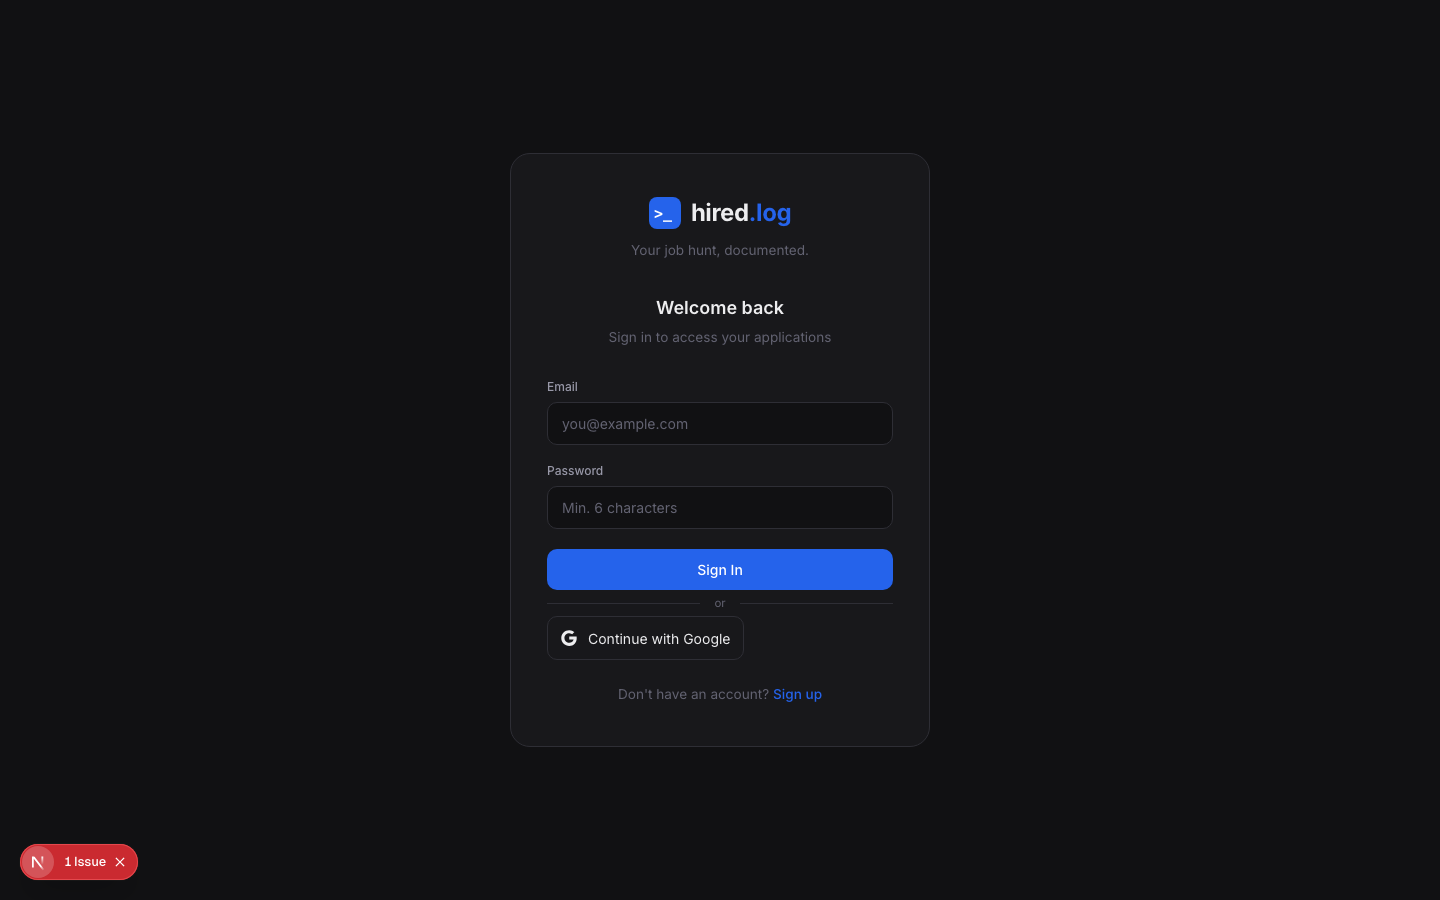 >_ hired.log
Your job hunt, documented.
Welcome back
Sign in to access your applications
Email
you@example.com
Password
Min. 6 characters
Sign In
or
Continue with Google
Don't have an account? Sign up
1 Issue